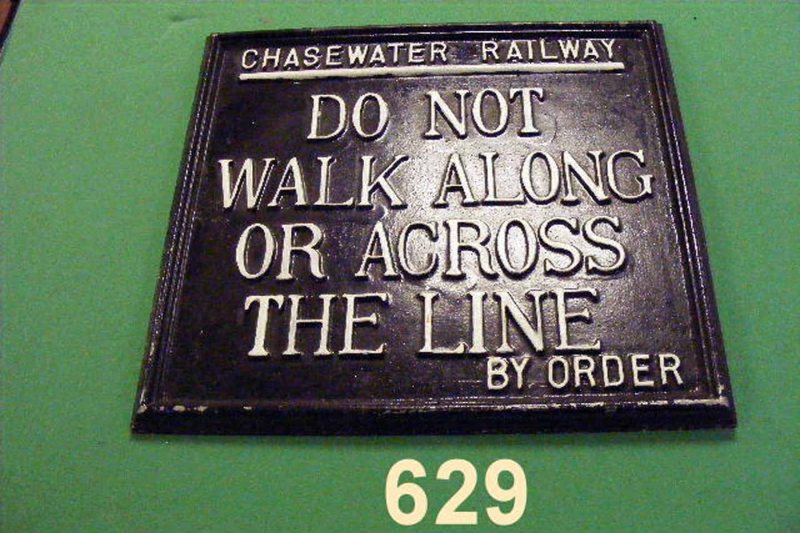 CHASEWATER RAILWAY
DO NOT
WALK ALONG
OR ACROSS
THE LINE
BY ORDER
629